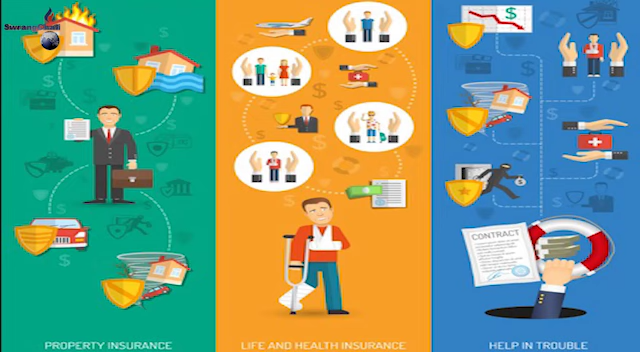 PROPERTY INSURANCE
LIFE AND HEALTH INSURANCE
CONTRACT
HELP IN TROUBLE